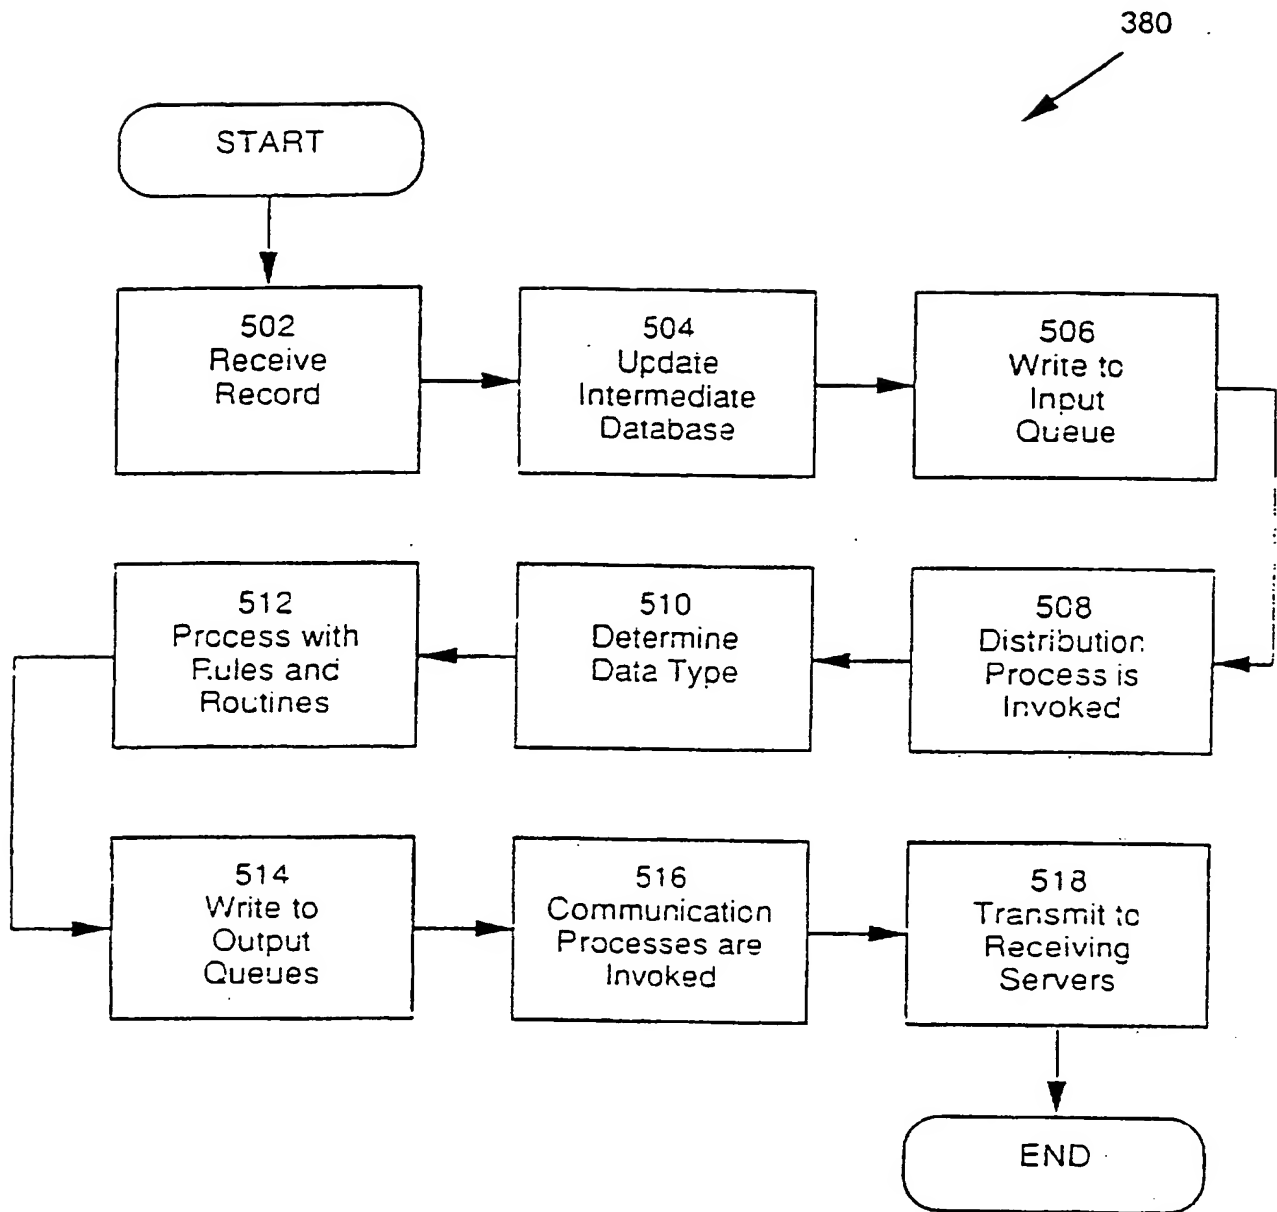 380
START
502
Receive
Record
504
Update
Intermediate
Database
506
Write to
Input
Queue
512
Process with
Rules and
Routines
510
Determine
Data Type
508
Distribution
Process is
Invoked
514
Write to
Output
Queues
516
Communication
Processes are
Invoked
518
Transmit to
Receiving
Servers
END